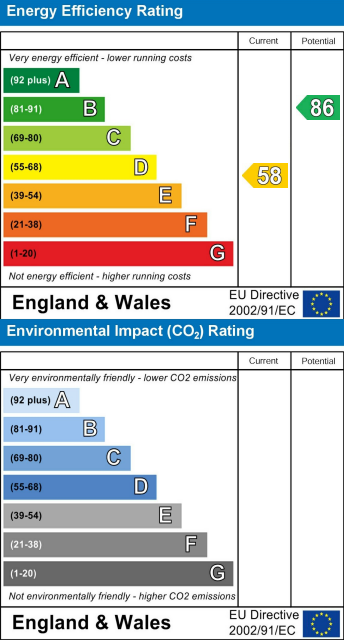 Energy Efficiency Rating
Current Potential
Very energy efficient - lower running costs
(92 plus) A
(81-91) B
86
(69-80) C
(55-68) D
58
(39-54) E
(21-38) F
(1-20) G
Not energy efficient - higher running costs
England & Wales
EU Directive
2002/91/EC
Environmental Impact (CO₂) Rating
Current Potential
Very environmentally friendly - lower CO2 emissions
(92 plus) A
(81-91) B
(69-80) C
(55-68) D
(39-54) E
(21-38) F
(1-20) G
Not environmentally friendly - higher CO2 emissions
England & Wales
EU Directive
2002/91/EC